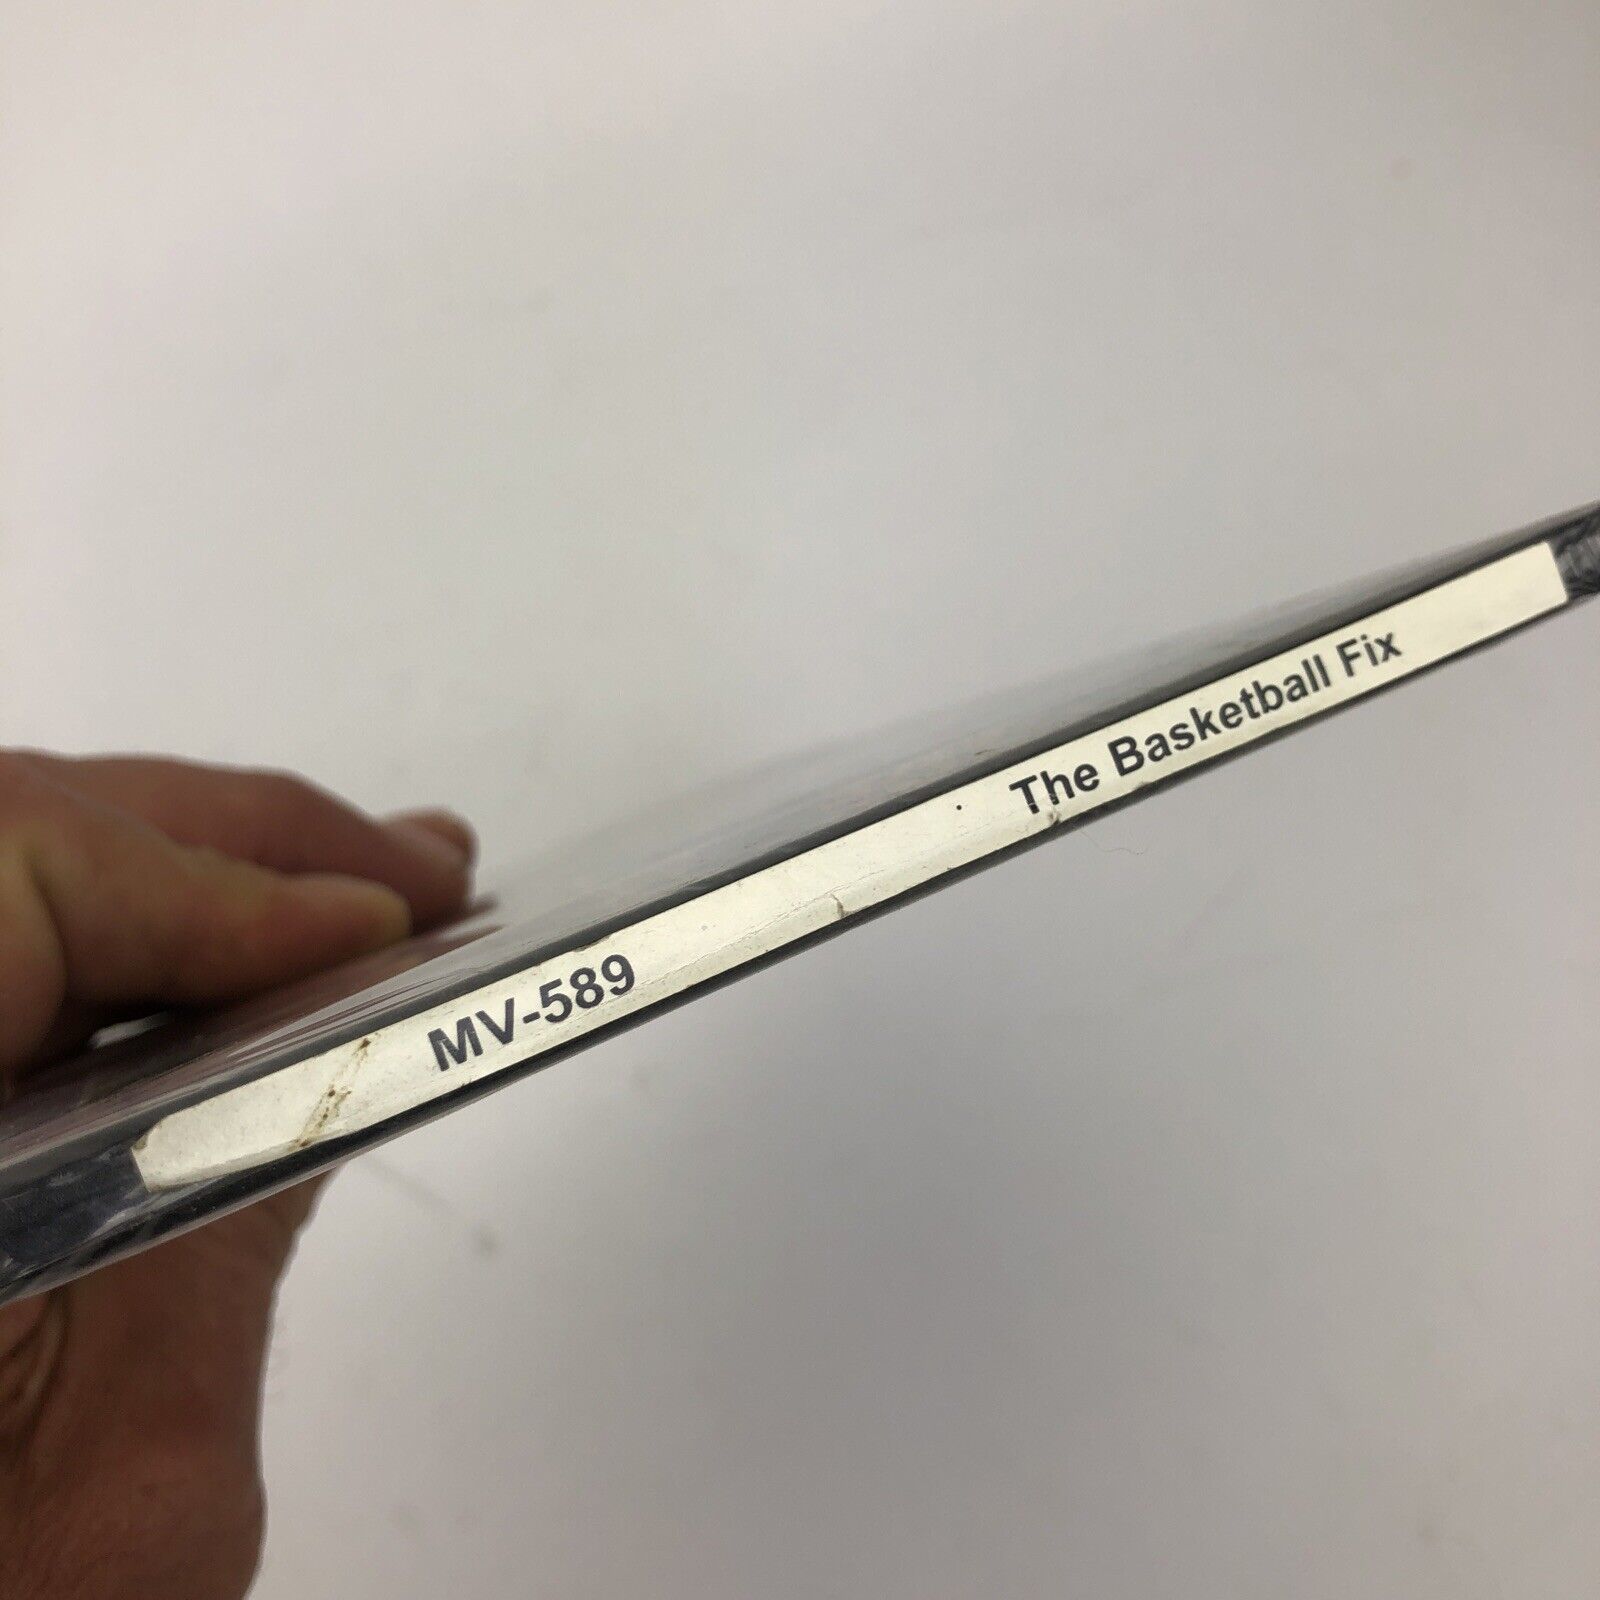 MV-589 The Basketball Fix